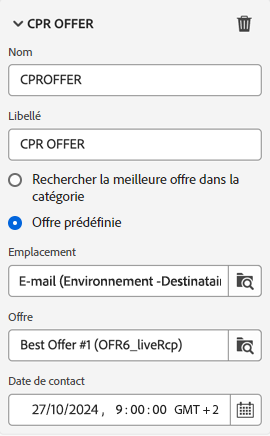 CPR OFFER
Nom
CPROFFER
Libellé
CPR OFFER
Rechercher la meilleure offre dans la
catégorie
Offre prédéfinie
Emplacement
E-mail (Environnement -Destinatair
Offre
Best Offer #1 (OFR6_liveRcp)
Date de contact
27/10/2024 , 9 : 00 : 00 GMT + 2